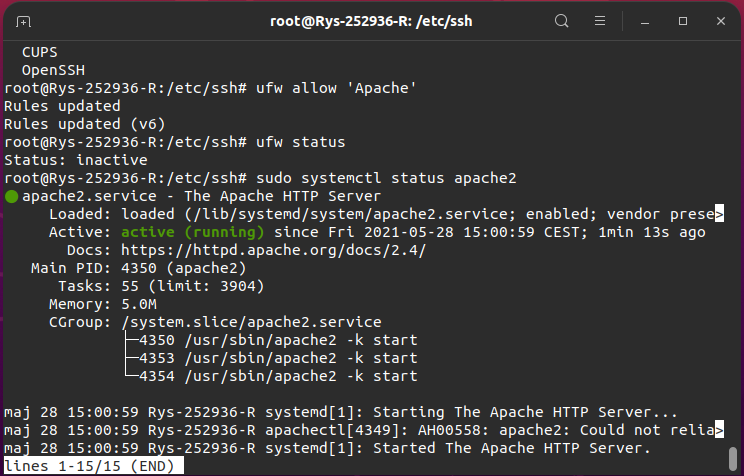 root@Rys-252936-R: /etc/ssh
CUPS
OpenSSH
root@Rys-252936-R:/etc/ssh# ufw allow 'Apache'
Rules updated
Rules updated (v6)
root@Rys-252936-R:/etc/ssh# ufw status
Status: inactive
root@Rys-252936-R:/etc/ssh# sudo systemctl status apache2
● apache2.service - The Apache HTTP Server
Loaded: loaded (/lib/systemd/system/apache2.service; enabled; vendor prese>
Active: active (running) since Fri 2021-05-28 15:00:59 CEST; 1min 13s ago
Docs: https://httpd.apache.org/docs/2.4/
Main PID: 4350 (apache2)
Tasks: 55 (limit: 3904)
Memory: 5.0M
CGroup: /system.slice/apache2.service
├─4350 /usr/sbin/apache2 -k start
├─4353 /usr/sbin/apache2 -k start
└─4354 /usr/sbin/apache2 -k start
maj 28 15:00:59 Rys-252936-R systemd[1]: Starting The Apache HTTP Server...
maj 28 15:00:59 Rys-252936-R apachectl[4349]: AH00558: apache2: Could not relia>
maj 28 15:00:59 Rys-252936-R systemd[1]: Started The Apache HTTP Server.
lines 1-15/15 (END)